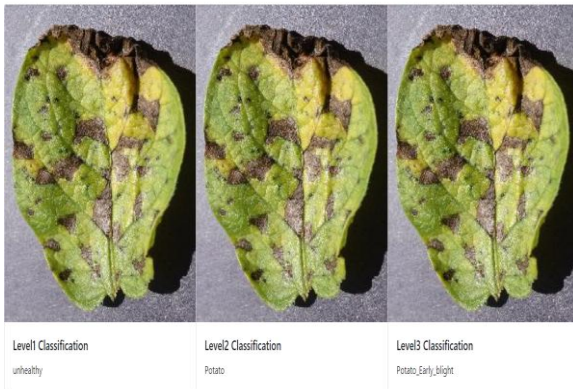 Level1 Classification
unhealthy
Level2 Classification
Potato
Level3 Classification
Potato_Early_blight